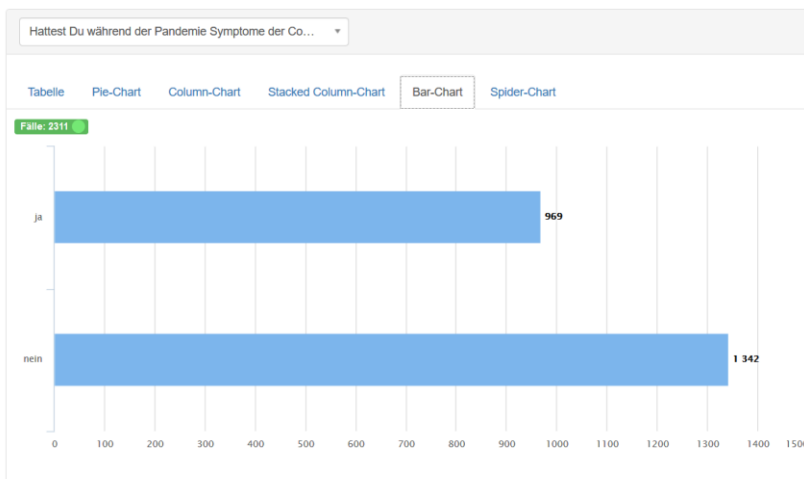 Hattest Du während der Pandemie Symptome der Co...
Tabelle Pie-Chart Column-Chart Stacked Column-Chart Bar-Chart Spider-Chart
Fälle: 2311
ja 969
nein 1 342
0 100 200 300 400 500 600 700 800 900 1000 1100 1200 1300 1400 1500